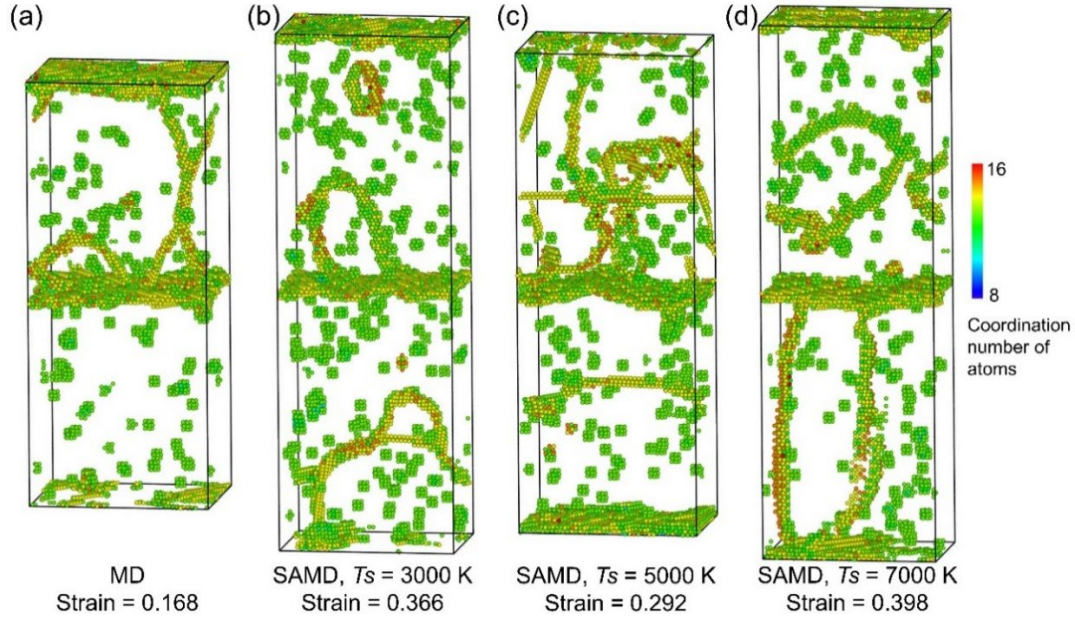 (a)
(b)
(c)
(d)
16
8
Coordination
number of
atoms
MD
Strain = 0.168
SAMD, Ts = 3000 K
Strain = 0.366
SAMD, Ts = 5000 K
Strain = 0.292
SAMD, Ts = 7000 K
Strain = 0.398